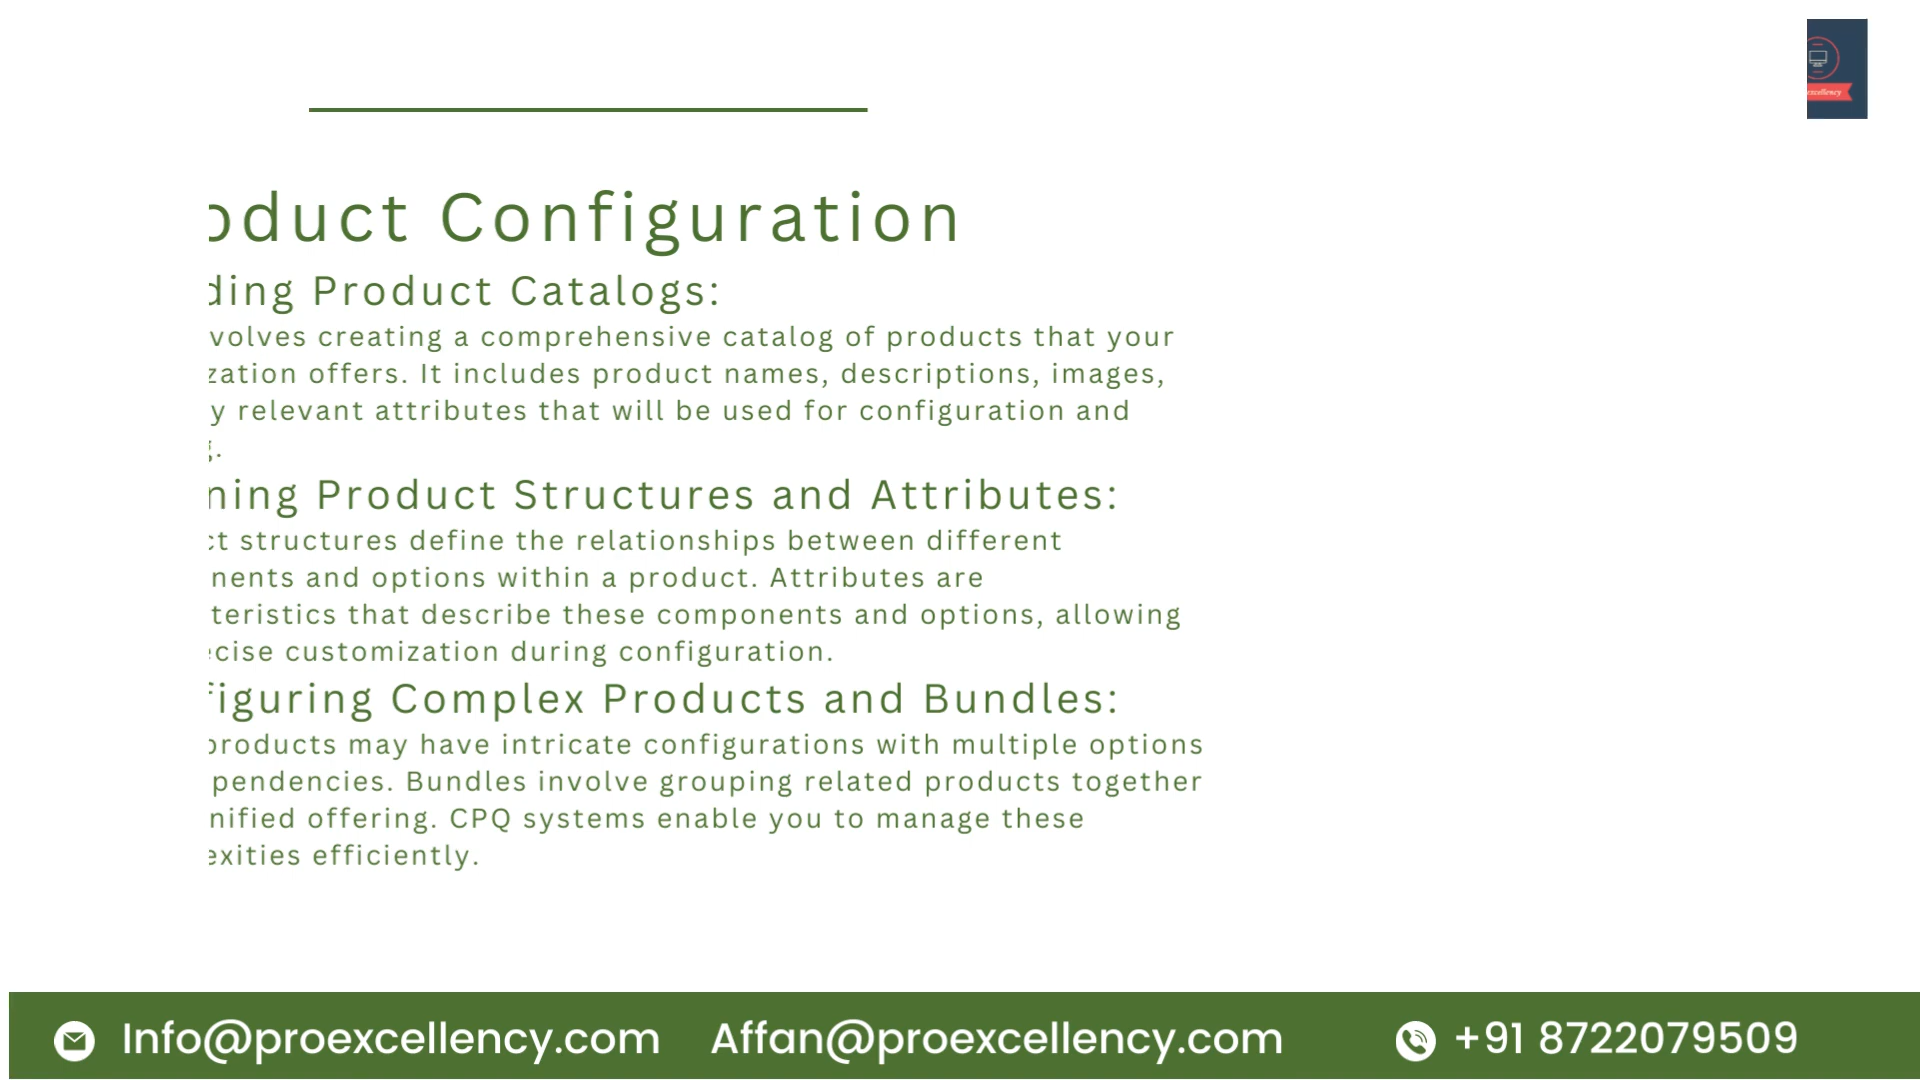 excellency
oduct Configuration
ding Product Catalogs:
volves creating a comprehensive catalog of products that your
zation offers. It includes product names, descriptions, images,
y relevant attributes that will be used for configuration and
g.
ning Product Structures and Attributes:
ct structures define the relationships between different
nents and options within a product. Attributes are
teristics that describe these components and options, allowing
ecise customization during configuration.
figuring Complex Products and Bundles:
products may have intricate configurations with multiple options
pendencies. Bundles involve grouping related products together
nified offering. CPQ systems enable you to manage these
exities efficiently.
Info@proexcellency.com Affan@proexcellency.com +91 8722079509